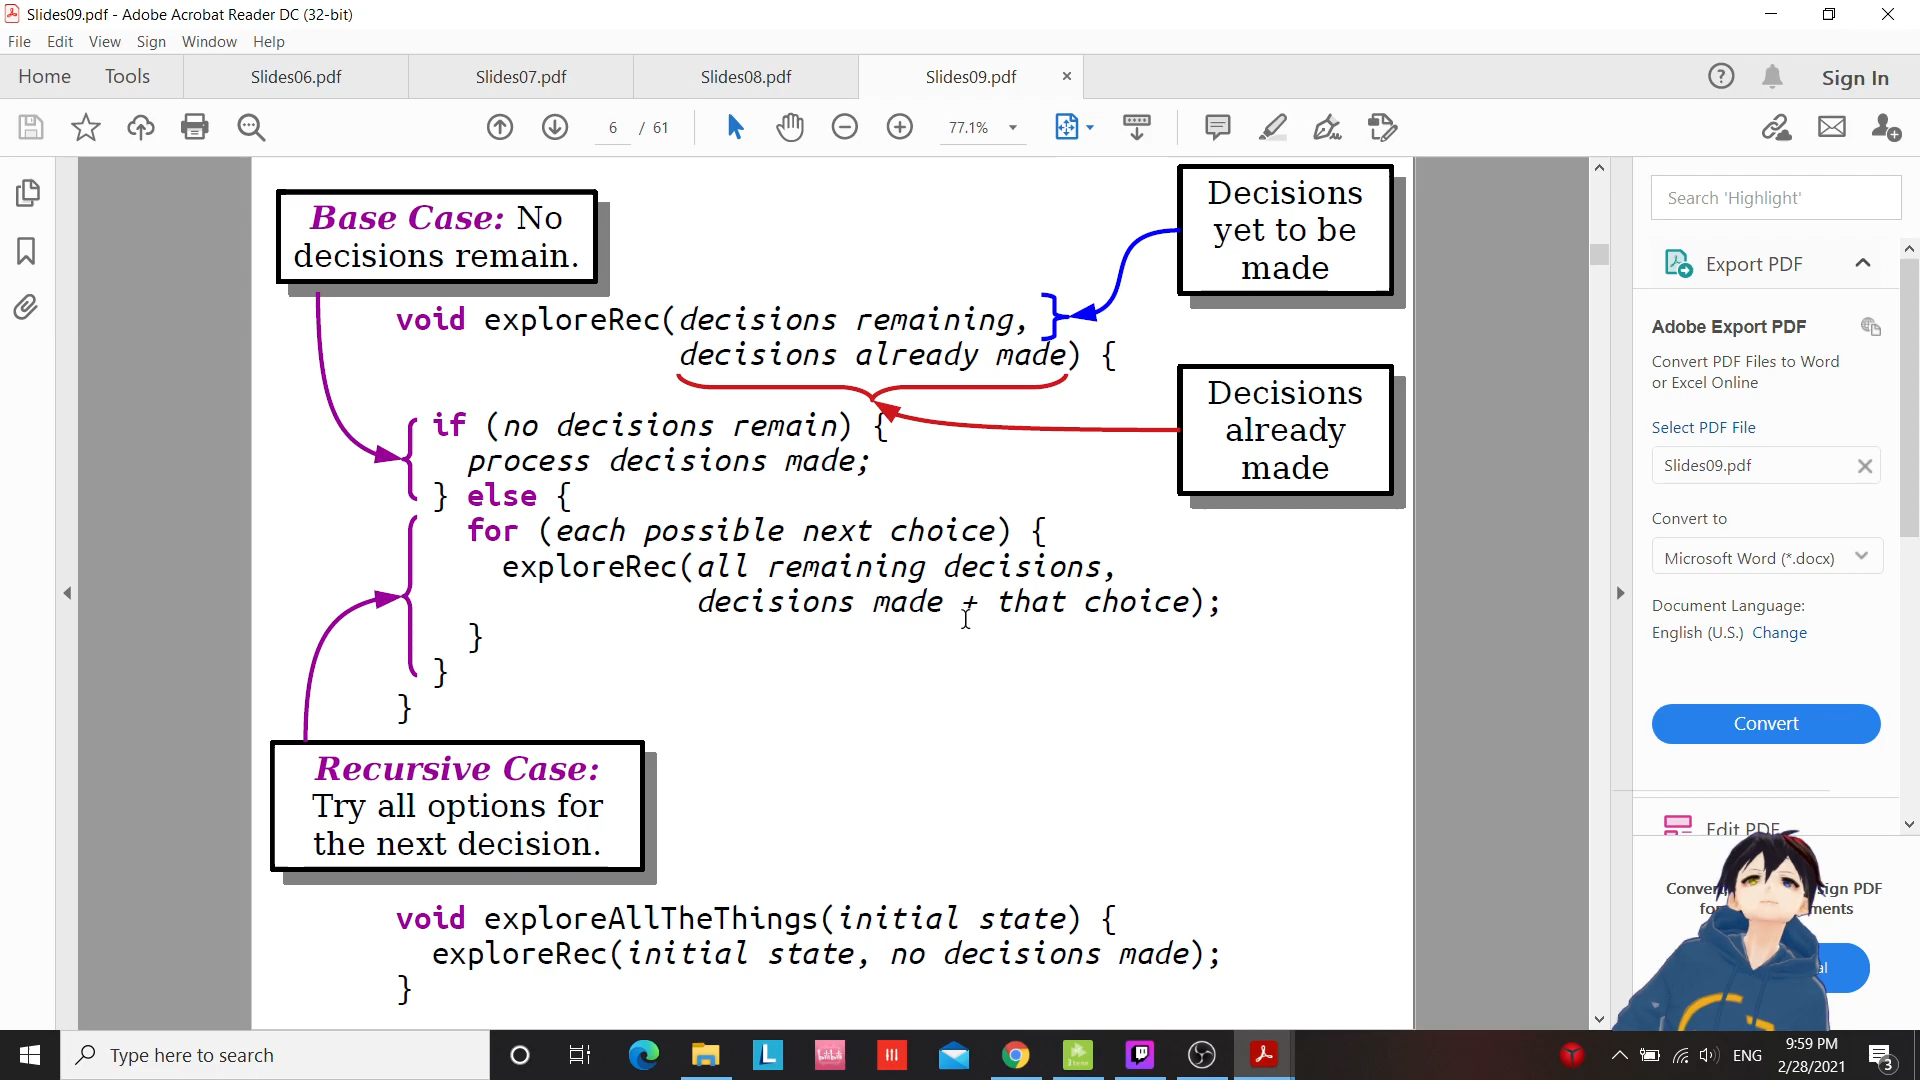 Slides09.pdf - Adobe Acrobat Reader DC (32-bit)
File Edit View Sign Window Help
Home Tools Slides06.pdf Slides07.pdf Slides08.pdf Slides09.pdf Sign In
6 / 61 77.1%
Base Case: No
decisions remain.
Decisions
yet to be
made
void exploreRec(decisions remaining,
decisions already made) {
Decisions
already
made
if (no decisions remain) {
process decisions made;
} else {
for (each possible next choice) {
exploreRec(all remaining decisions,
decisions made + that choice);
}
}
}
Recursive Case:
Try all options for
the next decision.
void exploreAllTheThings(initial state) {
exploreRec(initial state, no decisions made);
}
Search 'Highlight'
Export PDF
Adobe Export PDF
Convert PDF Files to Word
or Excel Online
Select PDF File
Slides09.pdf
Convert to
Microsoft Word (*.docx)
Document Language:
English (U.S.) Change
Convert
Edit PDF
Type here to search
ENG
9:59 PM
2/28/2021
3